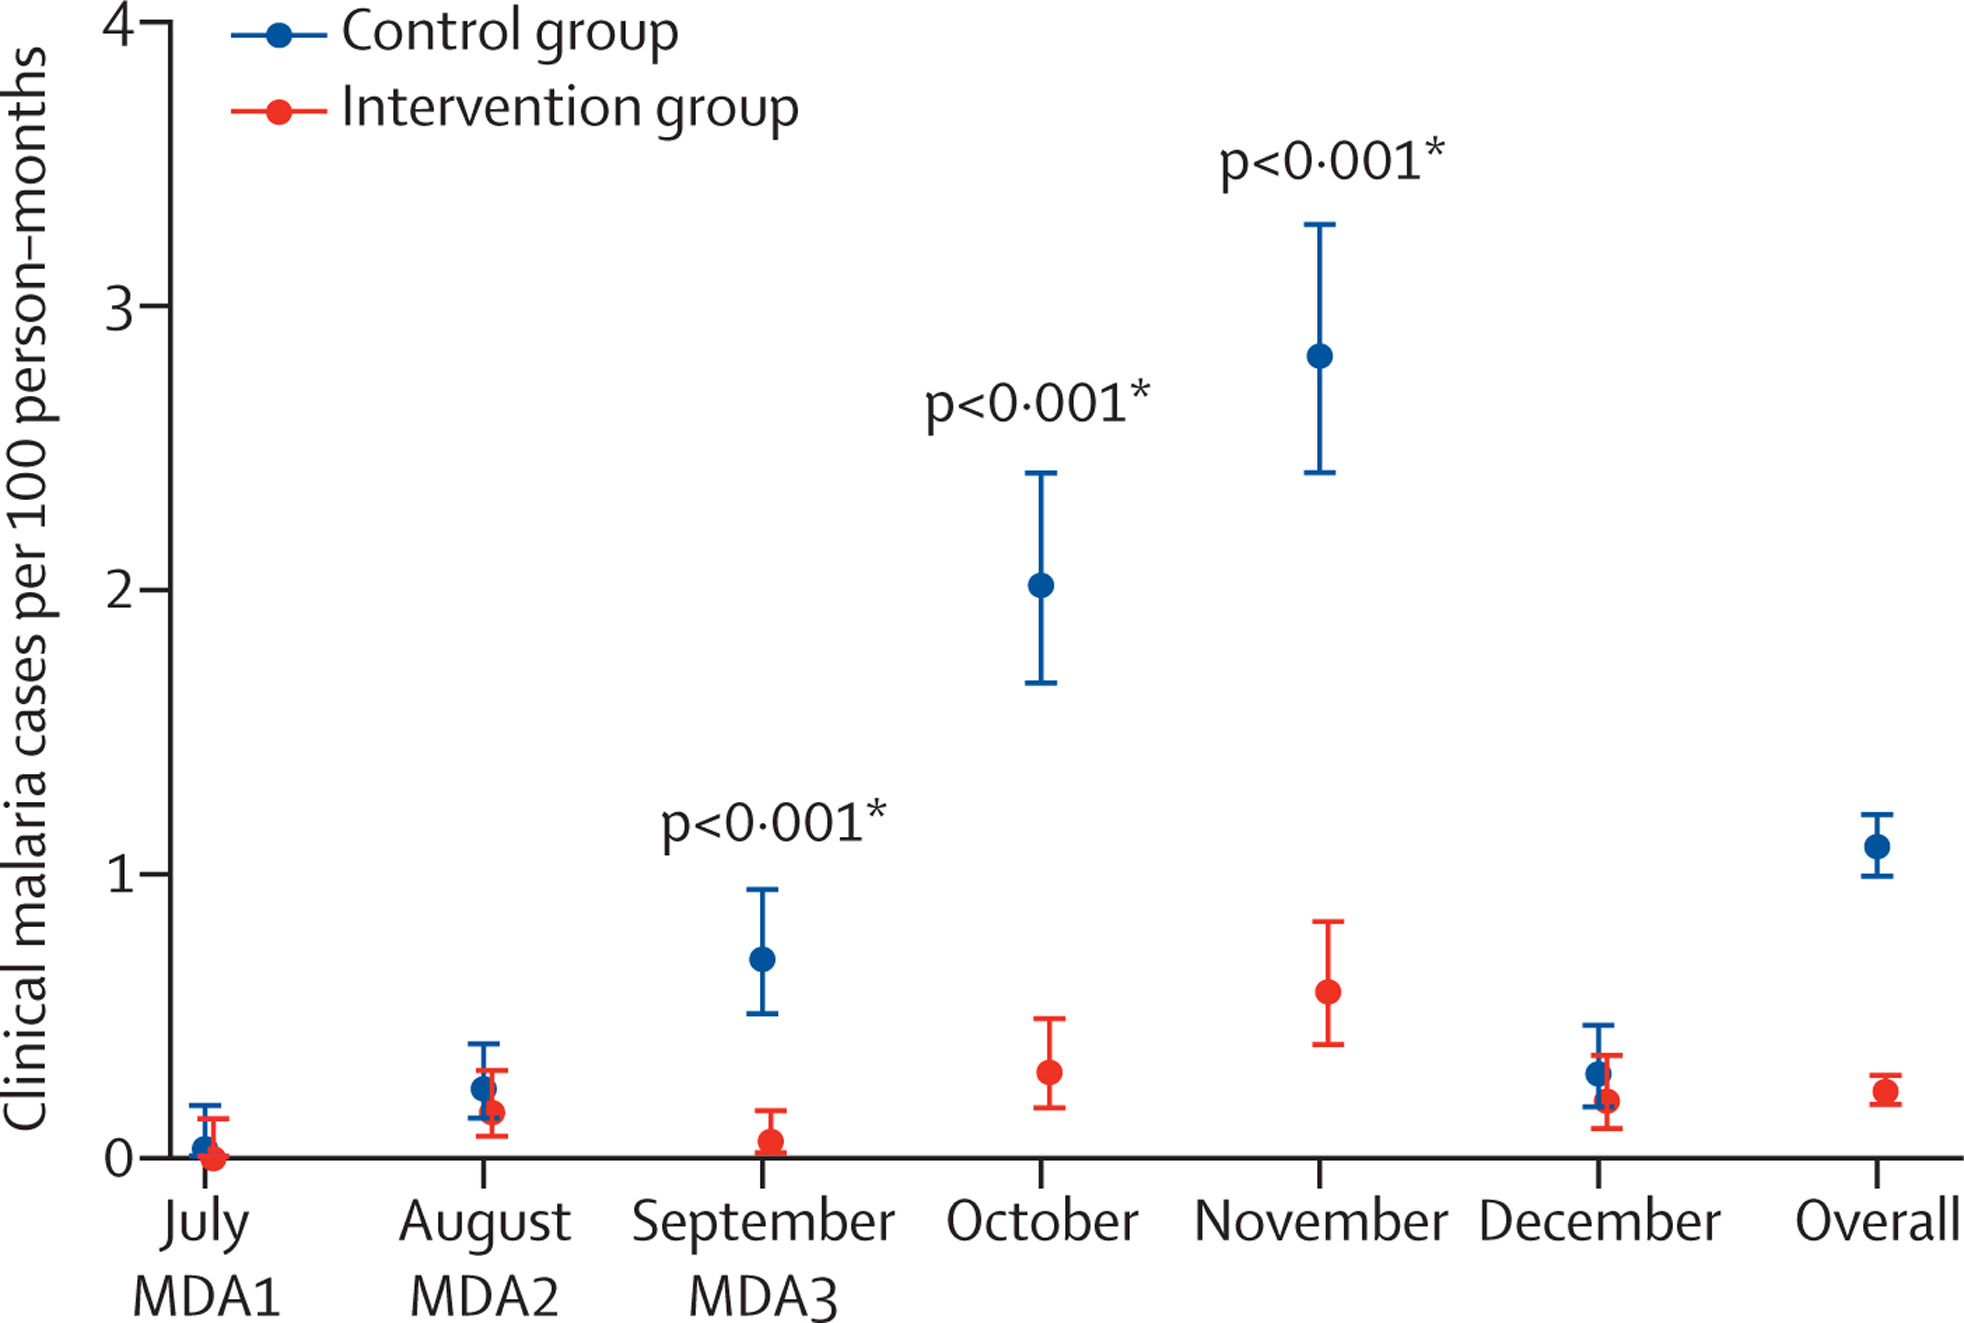 Clinical malaria cases per 100 person–months
4
3
2
1
0
Control group
Intervention group
p<0·001*
p<0·001*
p<0·001*
July August September October November December Overall
MDA1 MDA2 MDA3